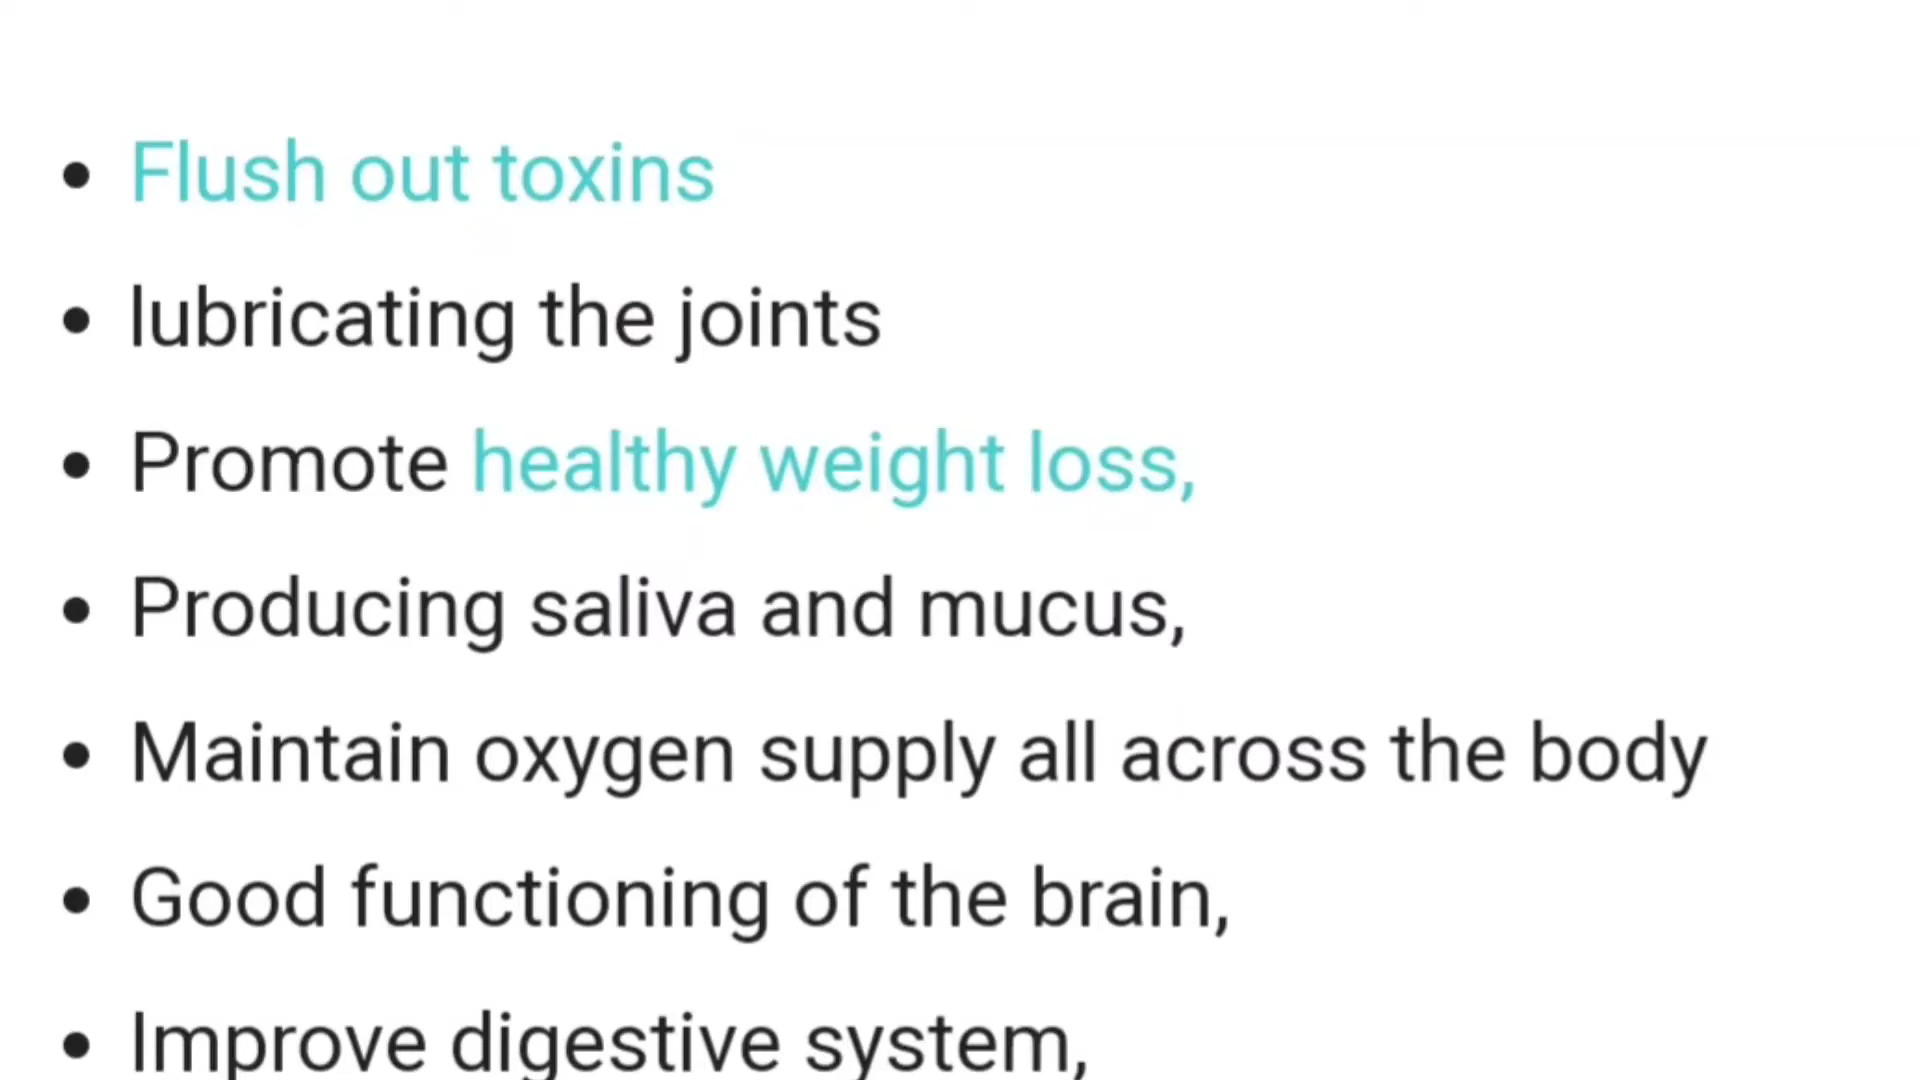 • Flush out toxins
• lubricating the joints
• Promote healthy weight loss,
• Producing saliva and mucus,
• Maintain oxygen supply all across the body
• Good functioning of the brain,
• Improve digestive system,